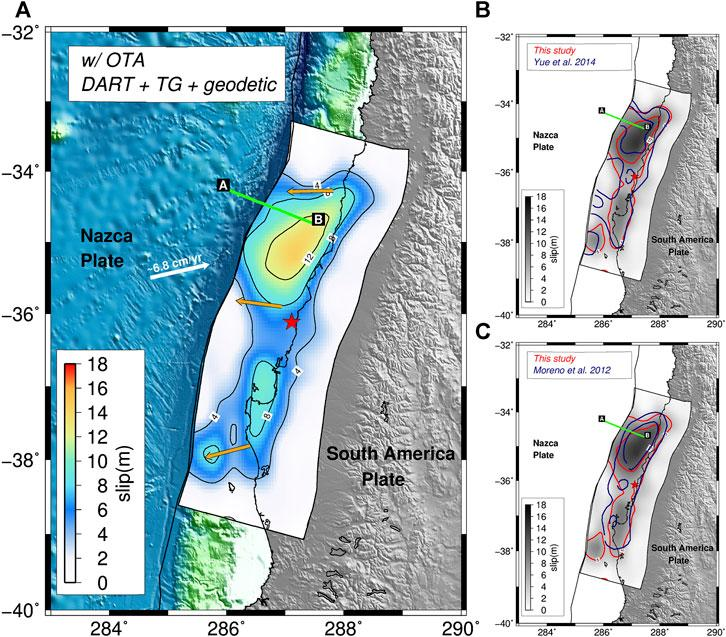 A
−32°
w/ OTA
DART + TG + geodetic
−34°
A
B
4
8
8
12
Nazca
Plate
~6.8 cm/yr
−36°
4
4
8
South America
Plate
−38°
−40°
284°
286°
288°
290°
18
16
14
12
10
8
6
4
2
0
slip(m)
B
−32°
This study
Yue et al. 2014
−34°
A
B
Nazca
Plate
−36°
South America
Plate
−38°
−40°
284°
286°
288°
290°
18
16
14
12
10
8
6
4
2
0
slip(m)
C
−32°
This study
Moreno et al. 2012
−34°
A
B
Nazca
Plate
−36°
South America
Plate
−38°
−40°
284°
286°
288°
290°
18
16
14
12
10
8
6
4
2
0
slip(m)